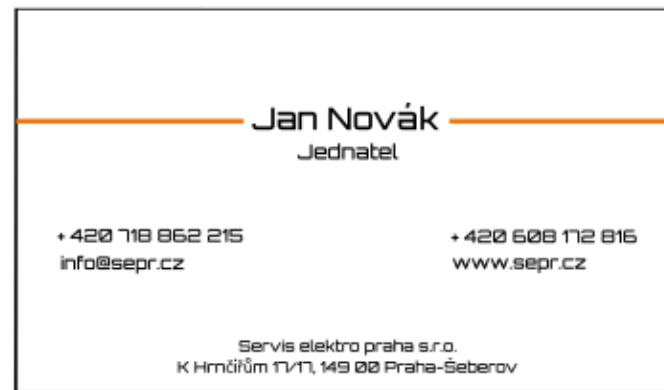 Jan Novák
Jednatel
+420 718 862 215
+420 608 172 816
info@sepr.cz
www.sepr.cz
Servis elektro praha s.r.o.
K Hrnčířům 17/17, 149 00 Praha-Šeberov